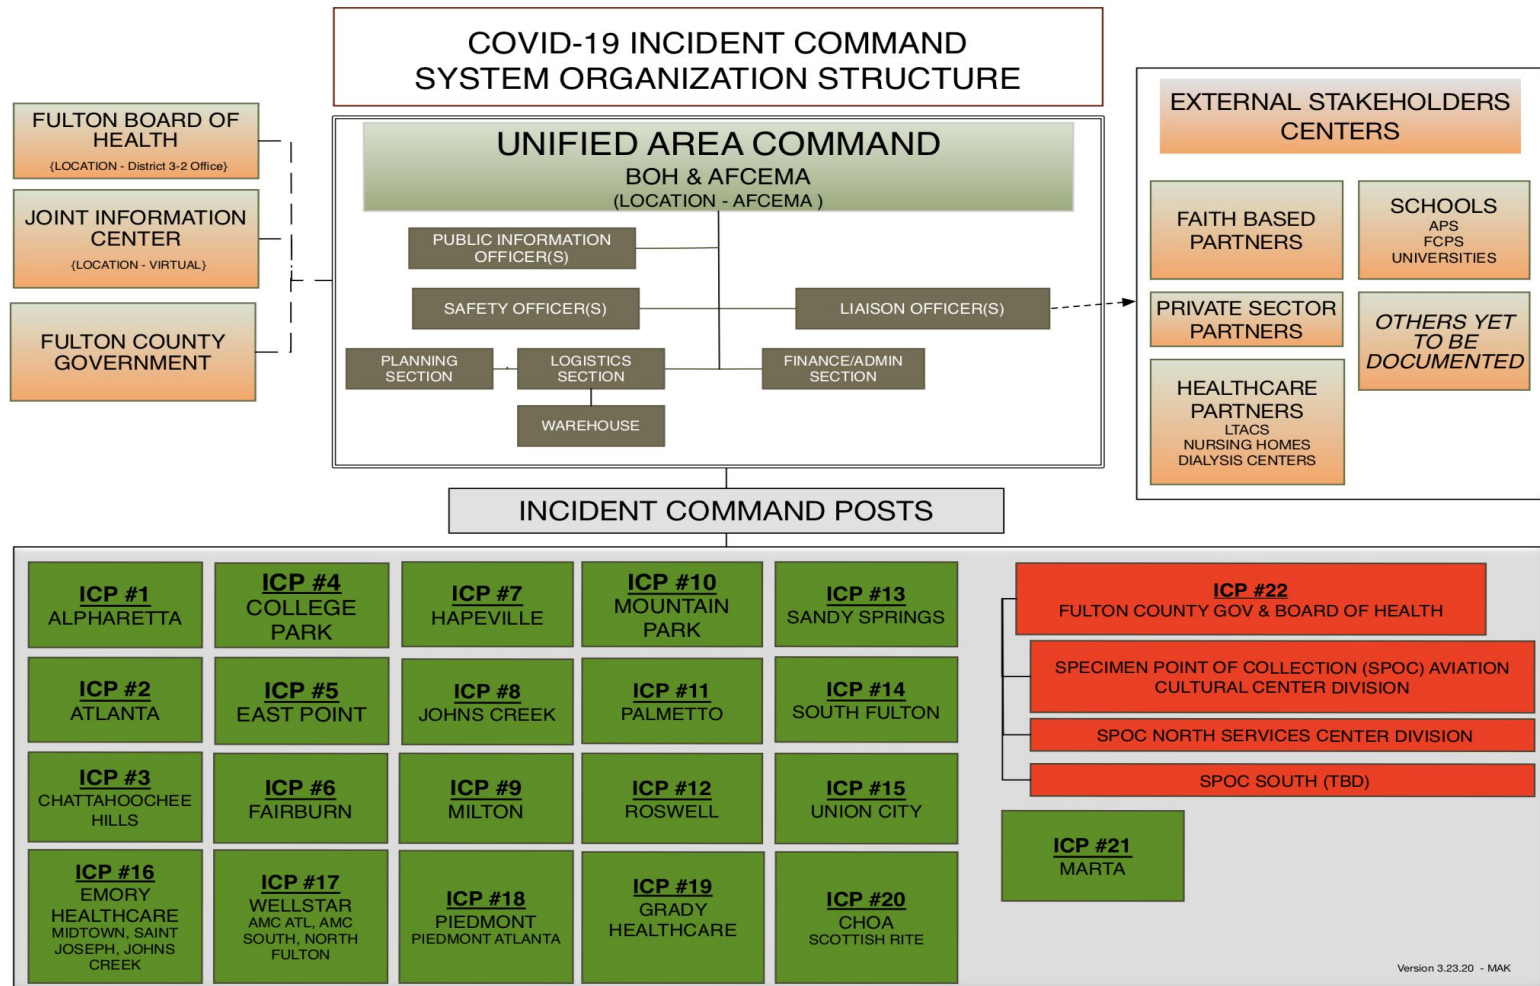 COVID-19 INCIDENT COMMAND
SYSTEM ORGANIZATION STRUCTURE
FULTON BOARD OF
HEALTH
{LOCATION - District 3-2 Office}
JOINT INFORMATION
CENTER
{LOCATION - VIRTUAL}
FULTON COUNTY
GOVERNMENT
UNIFIED AREA COMMAND
BOH & AFCEMA
(LOCATION - AFCEMA )
PUBLIC INFORMATION
OFFICER(S)
SAFETY OFFICER(S)
LIAISON OFFICER(S)
PLANNING
SECTION
LOGISTICS
SECTION
FINANCE/ADMIN
SECTION
WAREHOUSE
EXTERNAL STAKEHOLDERS
CENTERS
FAITH BASED
PARTNERS
SCHOOLS
APS
FCPS
UNIVERSITIES
PRIVATE SECTOR
PARTNERS
OTHERS YET
TO BE
DOCUMENTED
HEALTHCARE
PARTNERS
LTACS
NURSING HOMES
DIALYSIS CENTERS
INCIDENT COMMAND POSTS
ICP #1
ALPHARETTA
ICP #4
COLLEGE
PARK
ICP #7
HAPEVILLE
ICP #10
MOUNTAIN
PARK
ICP #13
SANDY SPRINGS
ICP #2
ATLANTA
ICP #5
EAST POINT
ICP #8
JOHNS CREEK
ICP #11
PALMETTO
ICP #14
SOUTH FULTON
ICP #3
CHATTAHOOCHEE
HILLS
ICP #6
FAIRBURN
ICP #9
MILTON
ICP #12
ROSWELL
ICP #15
UNION CITY
ICP #16
EMORY
HEALTHCARE
MIDTOWN, SAINT
JOSEPH, JOHNS
CREEK
ICP #17
WELLSTAR
AMC ATL, AMC
SOUTH, NORTH
FULTON
ICP #18
PIEDMONT
PIEDMONT ATLANTA
ICP #19
GRADY
HEALTHCARE
ICP #20
CHOA
SCOTTISH RITE
ICP #22
FULTON COUNTY GOV & BOARD OF HEALTH
SPECIMEN POINT OF COLLECTION (SPOC) AVIATION
CULTURAL CENTER DIVISION
SPOC NORTH SERVICES CENTER DIVISION
SPOC SOUTH (TBD)
ICP #21
MARTA
Version 3.23.20 - MAK